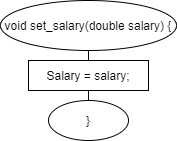 void set_salary(double salary) {
Salary = salary;
}